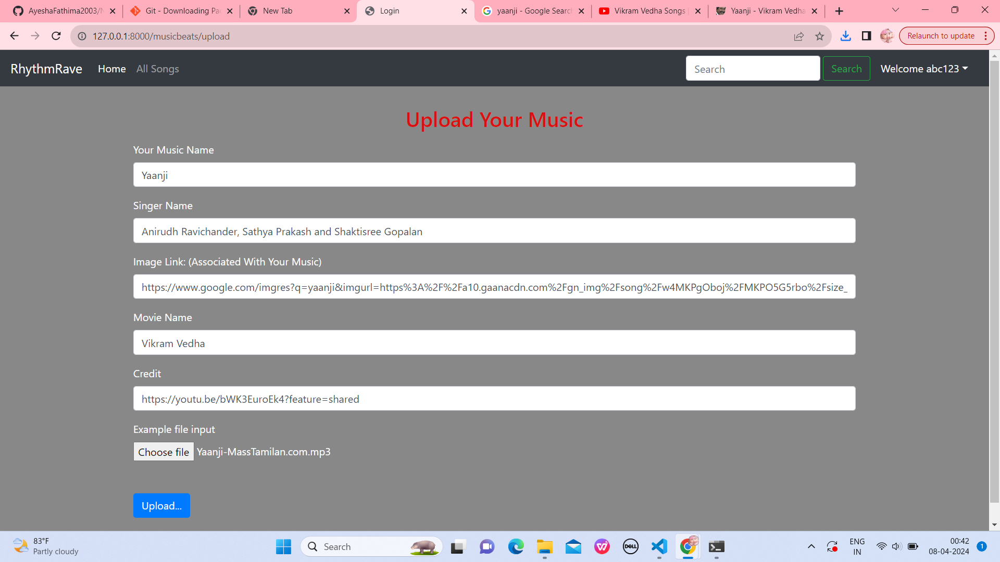 AyeshaFathima2003/
Git - Downloading Pac
New Tab
Login
yaanji - Google Search
Vikram Vedha Songs
Yaanji - Vikram Vedha
127.0.0.1:8000/musicbeats/upload
Relaunch to update
RhythmRave
Home
All Songs
Search
Search
Welcome abc123
Upload Your Music
Your Music Name
Yaanji
Singer Name
Anirudh Ravichander, Sathya Prakash and Shaktisree Gopalan
Image Link: (Associated With Your Music)
https://www.google.com/imgres?q=yaanji&imgurl=https%3A%2F%2Fa10.gaanacdn.com%2Fgn_img%2Fsong%2Fw4MKPgOboj%2FMKPO5G5rbo%2Fsize_
Movie Name
Vikram Vedha
Credit
https://youtu.be/bWK3EuroEk4?feature=shared
Example file input
Choose file Yaanji-MassTamilan.com.mp3
Upload...
83°F
Partly cloudy
Search
DELL
ENG
IN
00:42
08-04-2024
1